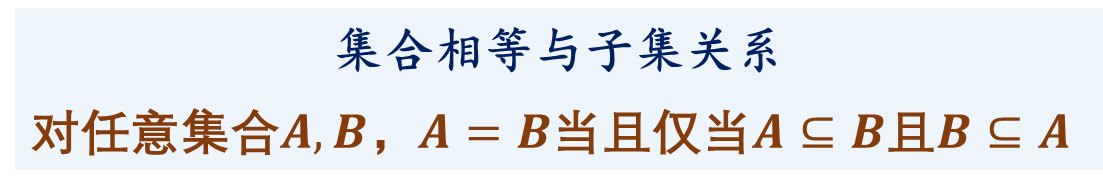 集合相等与子集关系
对任意集合A, B，A = B当且仅当A ⊆ B且B ⊆ A